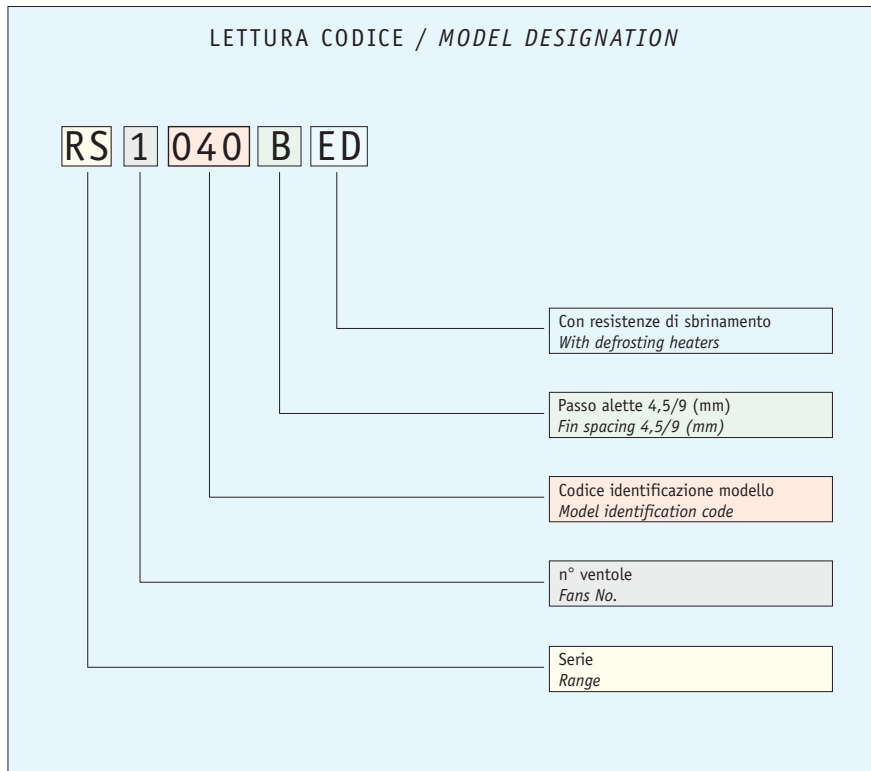 LETTURA CODICE / MODEL DESIGNATION
RS 1 040 B ED
Con resistenze di sbrinamento
With defrosting heaters
Passo alette 4,5/9 (mm)
Fin spacing 4,5/9 (mm)
Codice identificazione modello
Model identification code
n° ventole
Fans No.
Serie
Range